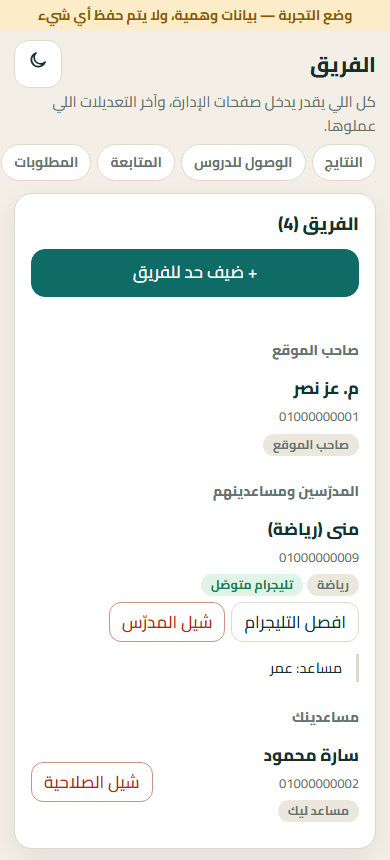 وضع التجربة — بيانات وهمية، ولا يتم حفظ أي شيء
الفريق
كل اللي يقدر يدخل صفحات الإدارة، وآخر التعديلات اللي
عملوها.
النتايج
الوصول للدروس
المتابعة
المطلوبات
الفريق (4)
+ ضيف حد للفريق
صاحب الموقع
م. عز نصر
01000000001
صاحب الموقع
المدرّسين ومساعدينهم
منى (رياضة)
01000000009
رياضة
تليجرام متوصّل
افصل التليجرام
شيل المدرّس
مساعد: عمر
مساعدينك
سارة محمود
01000000002
شيل الصلاحية
مساعد ليك